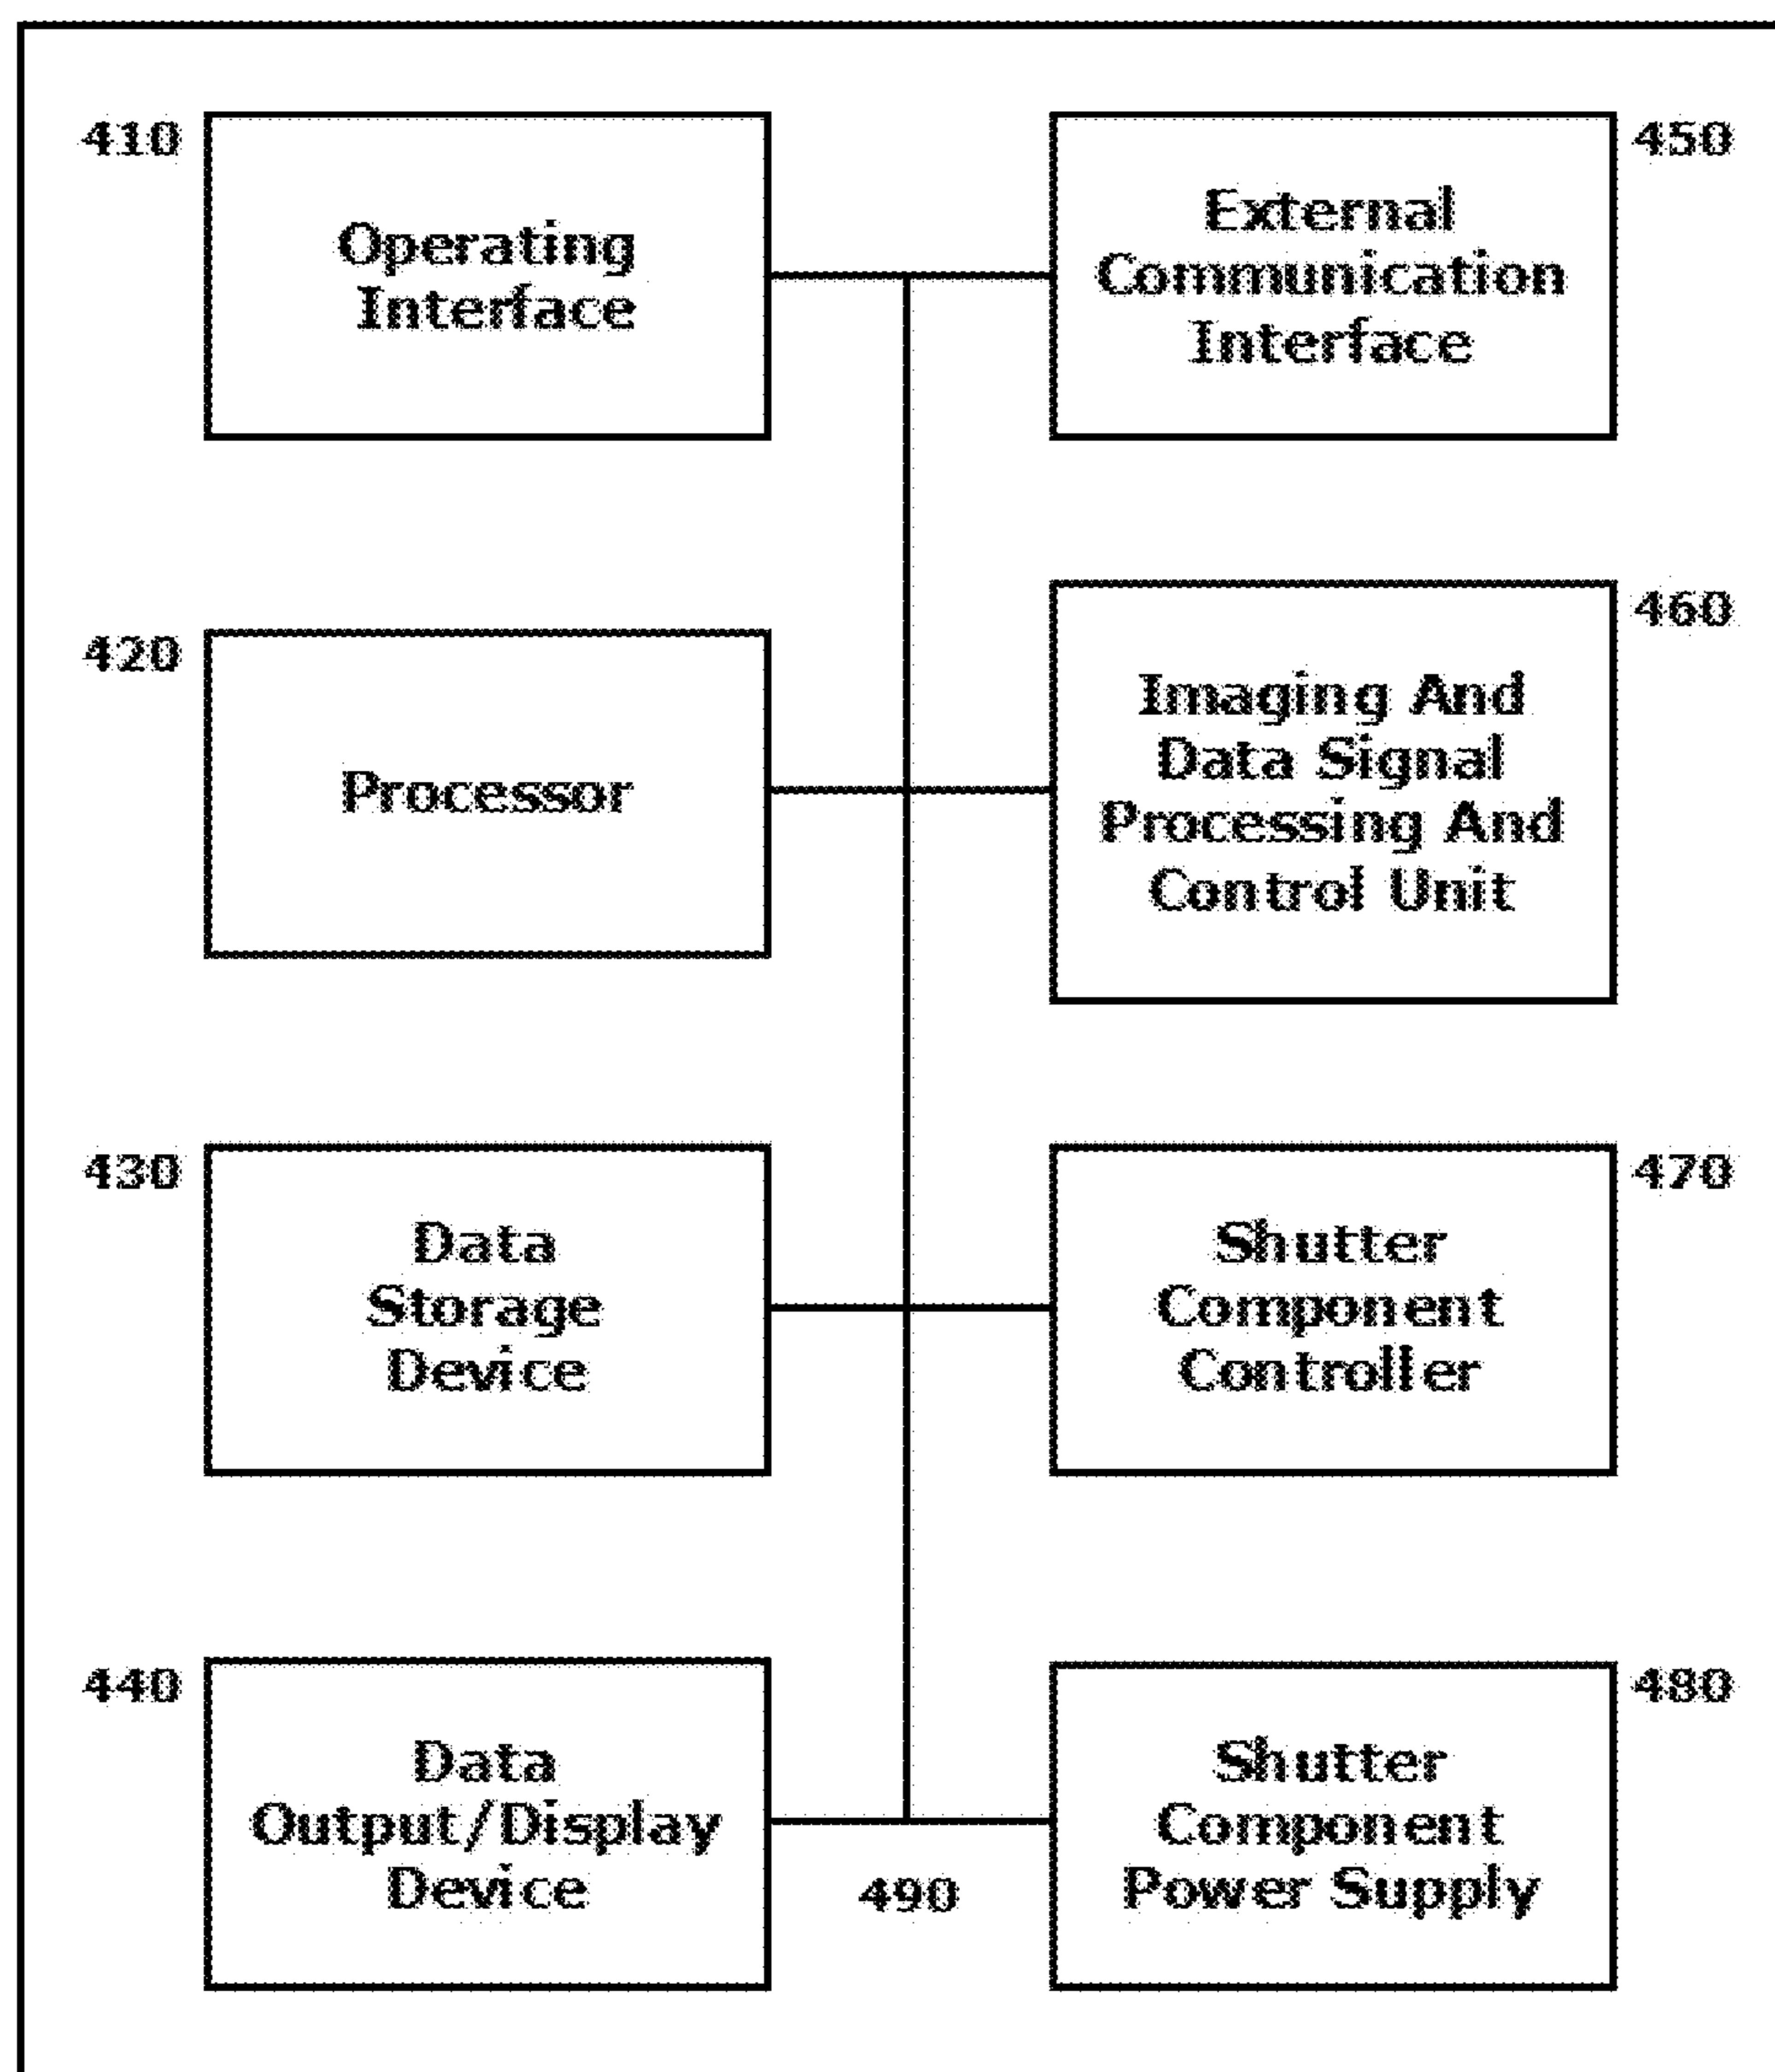 410
Operating
Interface
450
External
Communication
Interface
420
Processor
460
Imaging And
Data Signal
Processing And
Control Unit
430
Data
Storage
Device
470
Shutter
Component
Controller
440
Data
Output/Display
Device
480
Shutter
Component
Power Supply
490